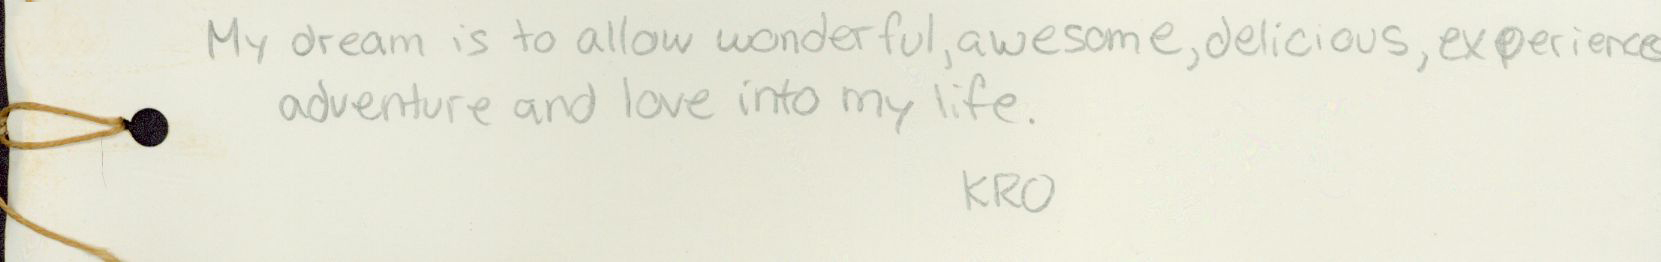 My dream is to allow wonderful, awesome, delicious, experience
adventure and love into my life.
KRO